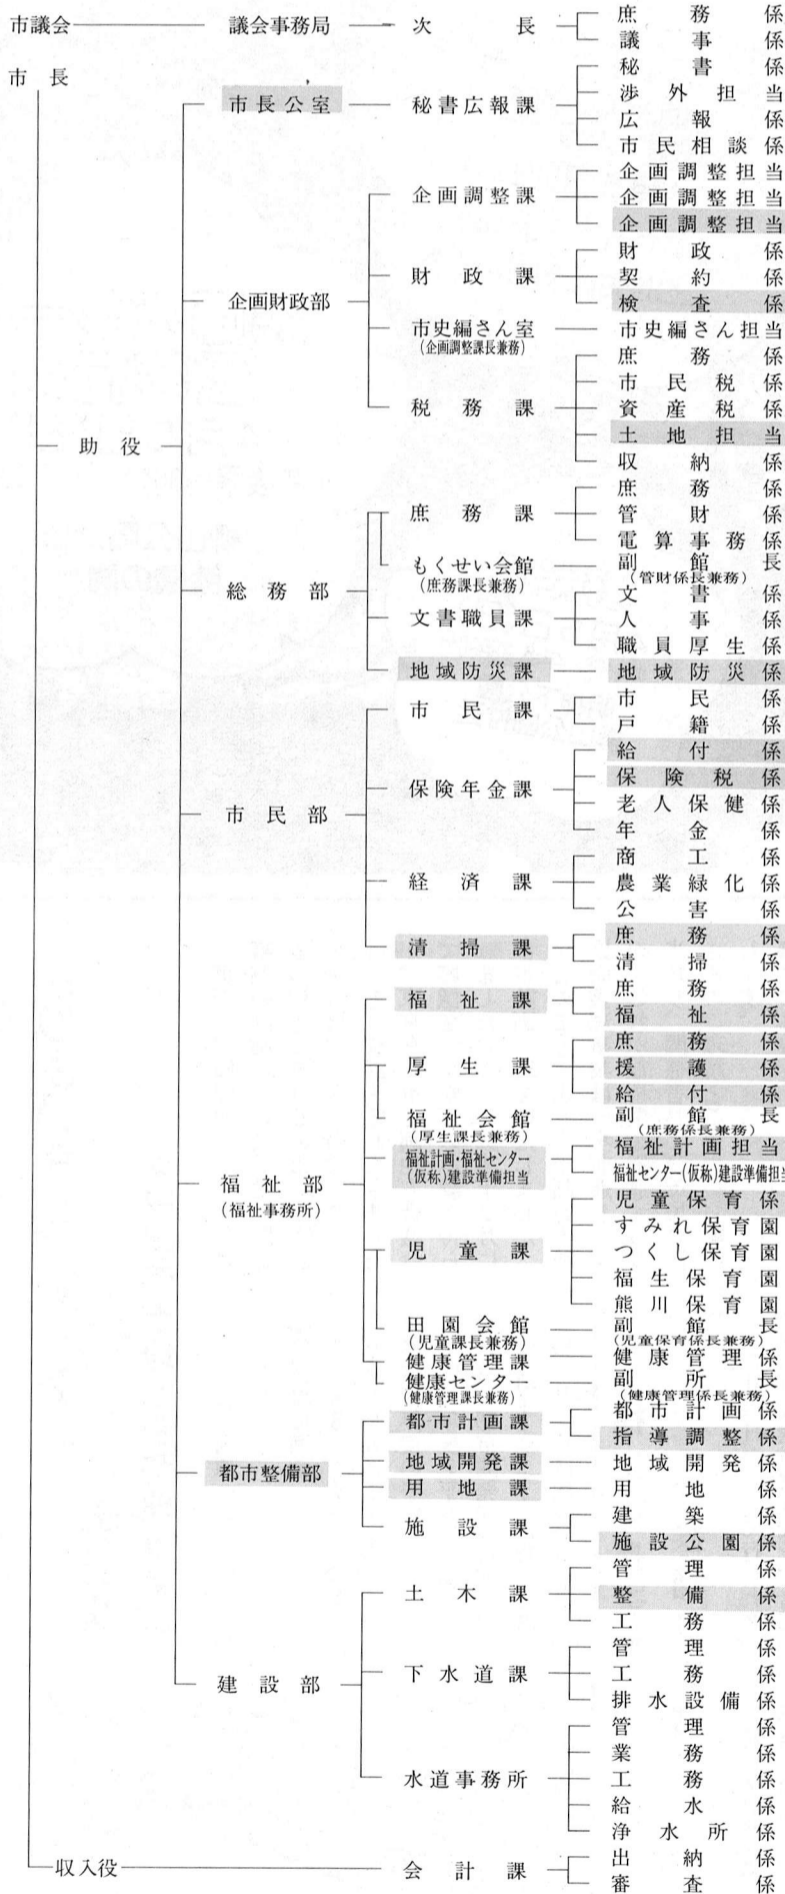 市議会 議会事務局 次長 庶務係
議事係
市長
市長公室 秘書広報課 秘書係
渉外担当
広報係
市民相談係
助役
企画財政部 企画調整課 企画調整担当
企画調整担当
企画調整担当
財政課 財政係
契約係
検査係
市史編さん室 市史編さん担当
(企画調整課長兼務)
税務課 庶務係
市民税係
資産税係
土地担当
収納係
総務部 庶務課 庶務係
管財係
電算事務係
もくせい会館 副館長
(庶務課長兼務) (管財係長兼務)
文書職員課 文書係
人事係
職員厚生係
地域防災課 地域防災係
市民部 市民課 市民係
戸籍係
保険年金課 給付係
保険税係
老人保健係
年金係
経済課 商工係
農業緑化係
公害係
清掃課 庶務係
清掃係
福祉部
(福祉事務所)
福祉課 庶務係
福祉係
厚生課 庶務係
援護係
給付係
福祉会館 副館長
(厚生課長兼務) (庶務係長兼務)
福祉計画・福祉センター 福祉計画担当
(仮称)建設準備担当 福祉センター(仮称)建設準備担当
児童課 児童保育係
すみれ保育園
つくし保育園
福生保育園
熊川保育園
田園会館 副館長
(児童課長兼務) (児童保育係長兼務)
健康管理課 健康管理係
健康センター 副所長
(健康管理課長兼務) (健康管理係長兼務)
都市整備部 都市計画課 都市計画係
指導調整係
地域開発課 地域開発係
用地課 用地係
施設課 建築係
施設公園係
建設部 土木課 管理係
整備係
工務係
下水道課 管理係
工務係
排水設備係
水道事務所 管理係
業務係
工務係
給水係
浄水所係
収入役 会計課 出納係
審査係